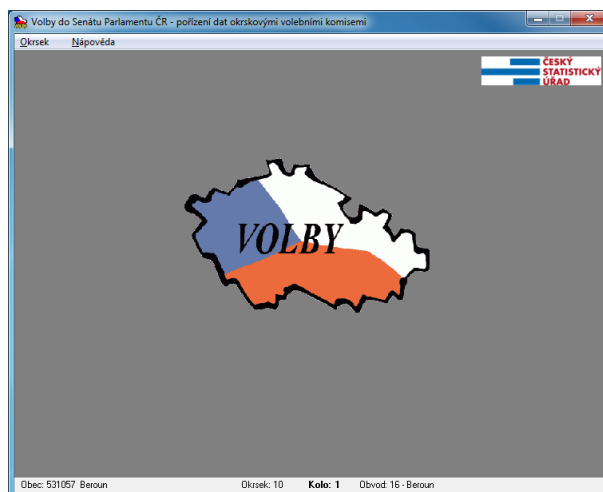 Volby do Senátu Parlamentu ČR - pořízení dat okrskovými volebními komisemi
Okrsek Nápověda
ČESKÝ
STATISTICKÝ
ÚŘAD
VOLBY
Obec: 531057 Beroun Okrsek: 10 Kolo: 1 Obvod: 16 - Beroun